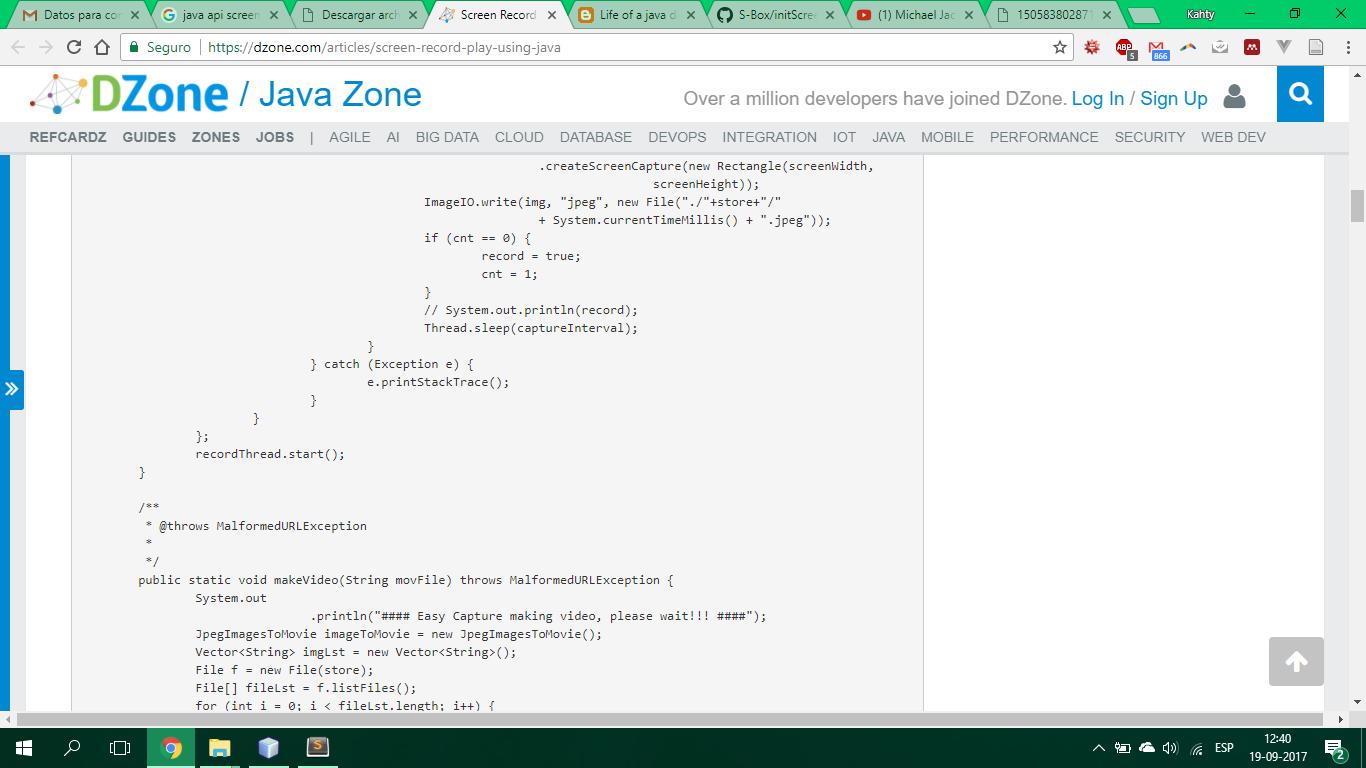 Datos para cor
java api screen
Descargar arch
Screen Record
Life of a java d
S-Box/initScree
(1) Michael Jac
150583802871
Kahty
Seguro | https://dzone.com/articles/screen-record-play-using-java
ABP 5 866
DZone / Java Zone
Over a million developers have joined DZone. Log In / Sign Up
REFCARDZ GUIDES ZONES JOBS | AGILE AI BIG DATA CLOUD DATABASE DEVOPS INTEGRATION IOT JAVA MOBILE PERFORMANCE SECURITY WEB DEV
.createScreenCapture(new Rectangle(screenWidth,
screenHeight));
ImageIO.write(img, "jpeg", new File("./"+store+"/"
+ System.currentTimeMillis() + ".jpeg"));
if (cnt == 0) {
record = true;
cnt = 1;
}
// System.out.println(record);
Thread.sleep(captureInterval);
}
} catch (Exception e) {
e.printStackTrace();
}
}
};
recordThread.start();
}
/**
* @throws MalformedURLException
*
*/
public static void makeVideo(String movFile) throws MalformedURLException {
System.out
.println("#### Easy Capture making video, please wait!!! ####");
JpegImagesToMovie imageToMovie = new JpegImagesToMovie();
Vector<String> imgLst = new Vector<String>();
File f = new File(store);
File[] fileLst = f.listFiles();
for (int i = 0; i < fileLst.length; i++) {
ESP
12:40
19-09-2017
2